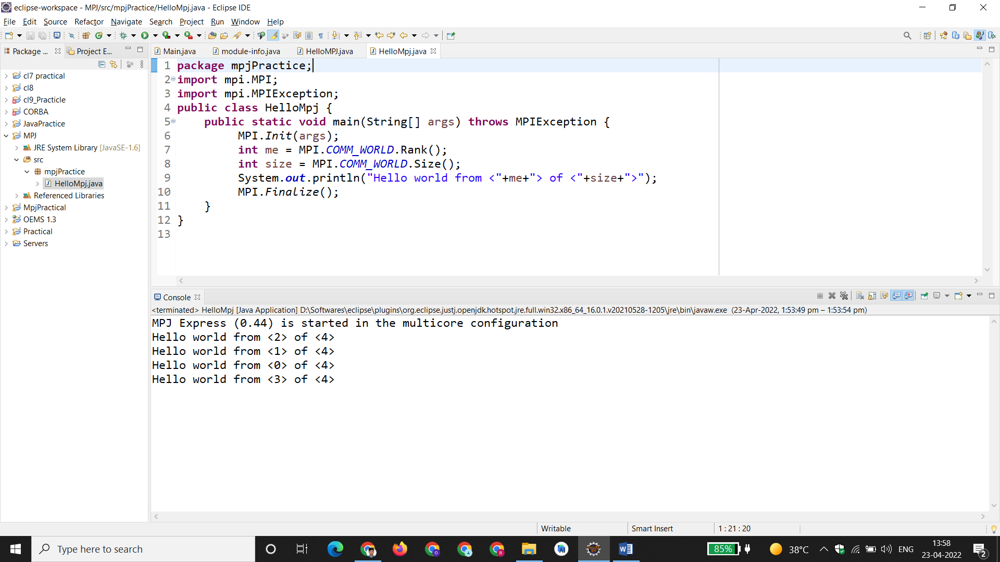 eclipse-workspace - MPJ/src/mpjPractice/HelloMpj.java - Eclipse IDE
File Edit Source Refactor Navigate Search Project Run Window Help
Package ... Project E...
Main.java module-info.java HelloMPJ.java HelloMpj.java
cl7 practical
cl8
cl9_Practicle
CORBA
JavaPractice
MPJ
JRE System Library [JavaSE-1.6]
src
mpjPractice
HelloMpj.java
Referenced Libraries
MpjPractical
OEMS 1.3
Practical
Servers
1 package mpjPractice;
2 import mpi.MPI;
3 import mpi.MPIException;
4 public class HelloMpj {
5 public static void main(String[] args) throws MPIException {
6 MPI.Init(args);
7 int me = MPI.COMM_WORLD.Rank();
8 int size = MPI.COMM_WORLD.Size();
9 System.out.println("Hello world from <"+me+"> of <"+size+">");
10 MPI.Finalize();
11 }
12 }
13
Console
<terminated> HelloMpj [Java Application] D:\Softwares\eclipse\plugins\org.eclipse.justj.openjdk.hotspot.jre.full.win32.x86_64_16.0.1.v20210528-1205\jre\bin\javaw.exe (23-Apr-2022, 1:53:49 pm – 1:53:54 pm)
MPJ Express (0.44) is started in the multicore configuration
Hello world from <2> of <4>
Hello world from <1> of <4>
Hello world from <0> of <4>
Hello world from <3> of <4>
Writable Smart Insert 1 : 21 : 20
Type here to search
85% 38°C ENG
13:58
23-04-2022
2